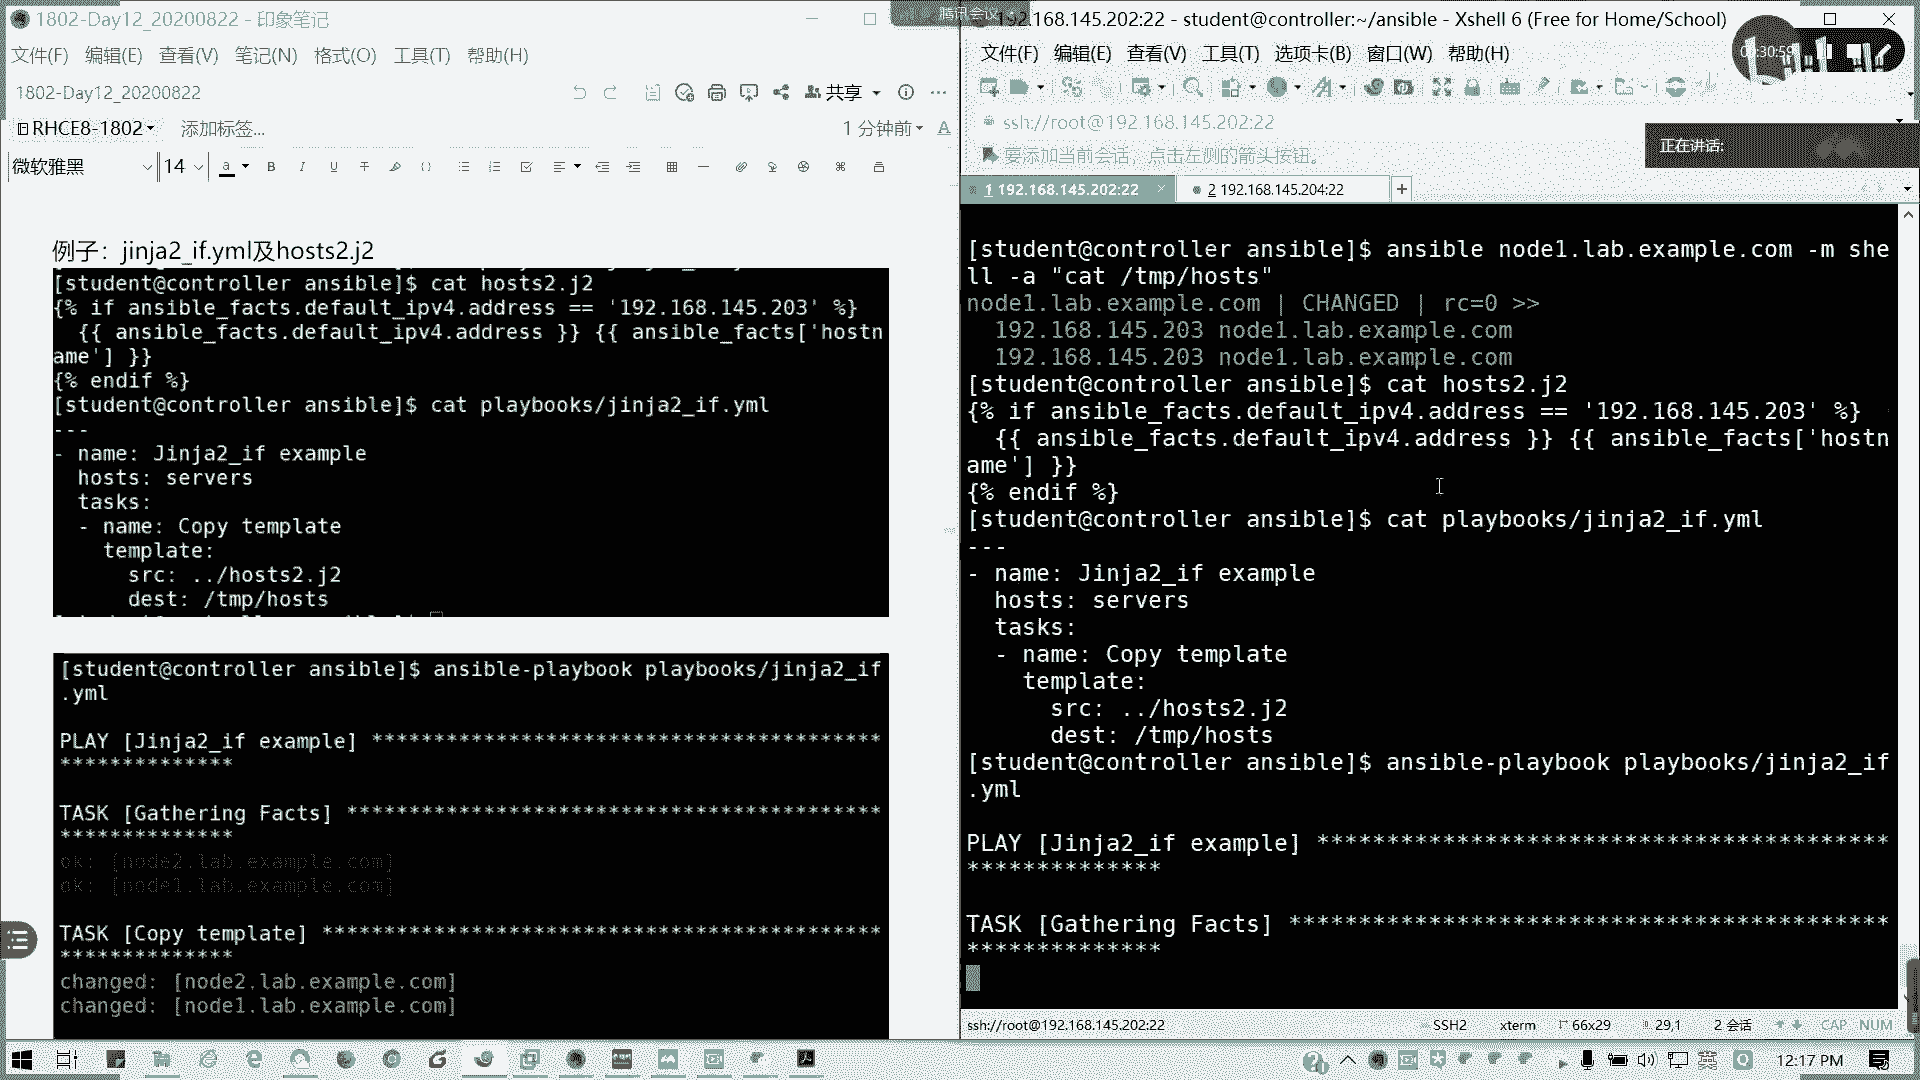 1802-Day12_20200822 - 印象笔记
文件(F) 编辑(E) 查看(V) 笔记(N) 格式(O) 工具(T) 帮助(H)
1802-Day12_20200822
共享
RHCE8-1802
添加标签...
1 分钟前
微软雅黑 14
例子：jinja2_if.yml及hosts2.j2
[student@controller ansible]$ cat hosts2.j2
{% if ansible_facts.default_ipv4.address == '192.168.145.203' %}
{{ ansible_facts.default_ipv4.address }} {{ ansible_facts['hostn
ame'] }}
{% endif %}
[student@controller ansible]$ cat playbooks/jinja2_if.yml
---
- name: Jinja2_if example
hosts: servers
tasks:
- name: Copy template
template:
src: ../hosts2.j2
dest: /tmp/hosts
[student@controller ansible]$ ansible-playbook playbooks/jinja2_if
.yml
PLAY [Jinja2_if example] *****************************************
**************
TASK [Gathering Facts] *******************************************
**************
ok: [node2.lab.example.com]
ok: [node1.lab.example.com]
TASK [Copy template] *********************************************
**************
changed: [node2.lab.example.com]
changed: [node1.lab.example.com]
腾讯会议
192.168.145.202:22 - student@controller:~/ansible - Xshell 6 (Free for Home/School)
文件(F) 编辑(E) 查看(V) 工具(T) 选项卡(B) 窗口(W) 帮助(H)
00:30:59
ssh://root@192.168.145.202:22
要添加当前会话，点击左侧的箭头按钮。
正在讲话:
1 192.168.145.202:22
2 192.168.145.204:22
[student@controller ansible]$ ansible node1.lab.example.com -m she
ll -a "cat /tmp/hosts"
node1.lab.example.com | CHANGED | rc=0 >>
192.168.145.203 node1.lab.example.com
192.168.145.203 node1.lab.example.com
[student@controller ansible]$ cat hosts2.j2
{% if ansible_facts.default_ipv4.address == '192.168.145.203' %}
{{ ansible_facts.default_ipv4.address }} {{ ansible_facts['hostn
ame'] }}
{% endif %}
[student@controller ansible]$ cat playbooks/jinja2_if.yml
---
- name: Jinja2_if example
hosts: servers
tasks:
- name: Copy template
template:
src: ../hosts2.j2
dest: /tmp/hosts
[student@controller ansible]$ ansible-playbook playbooks/jinja2_if
.yml
PLAY [Jinja2_if example] *****************************************
**************
TASK [Gathering Facts] *******************************************
**************
ssh://root@192.168.145.202:22
SSH2 xterm 66x29 29,1 2 会话 CAP NUM
英
12:17 PM